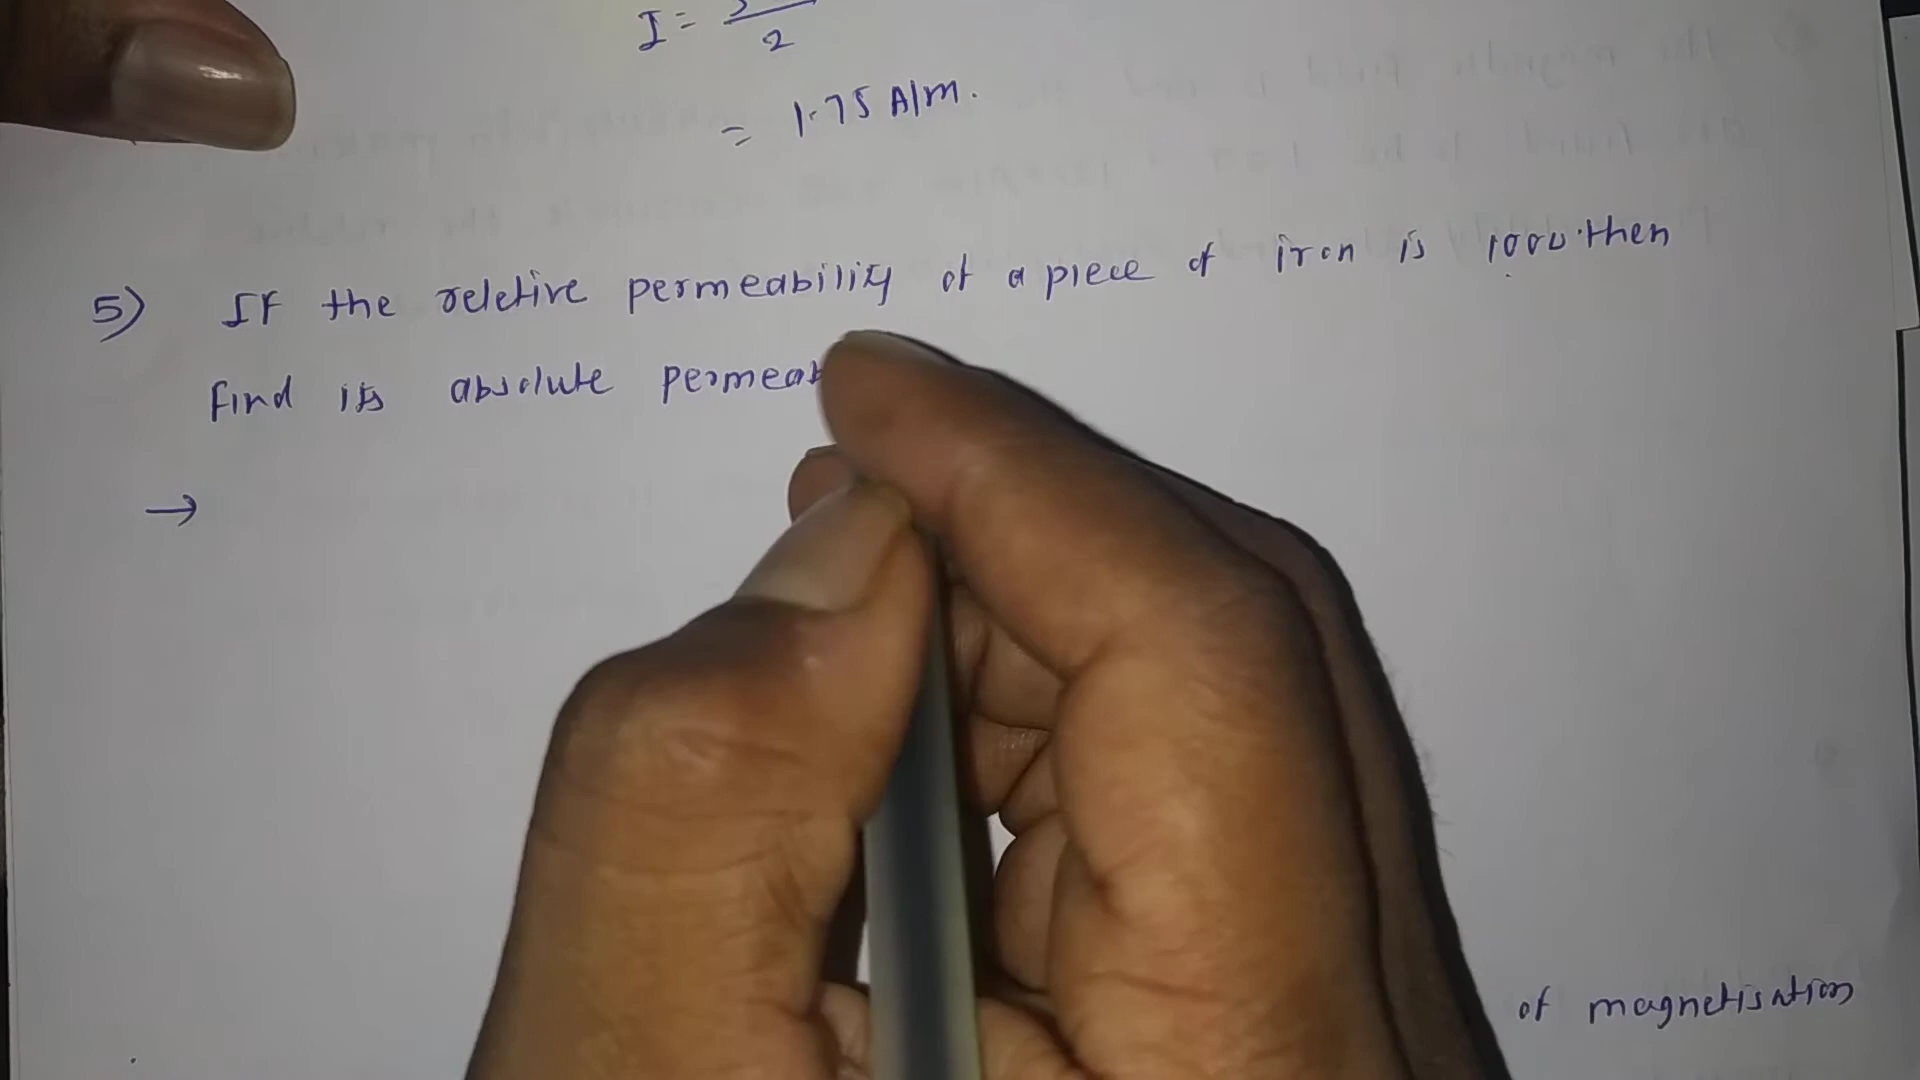 I = 2
= 1.75 A/m.
5) If the reletive permeability of a piece of iron is 1000. then
find its absolute permeab
→
of magnetisation